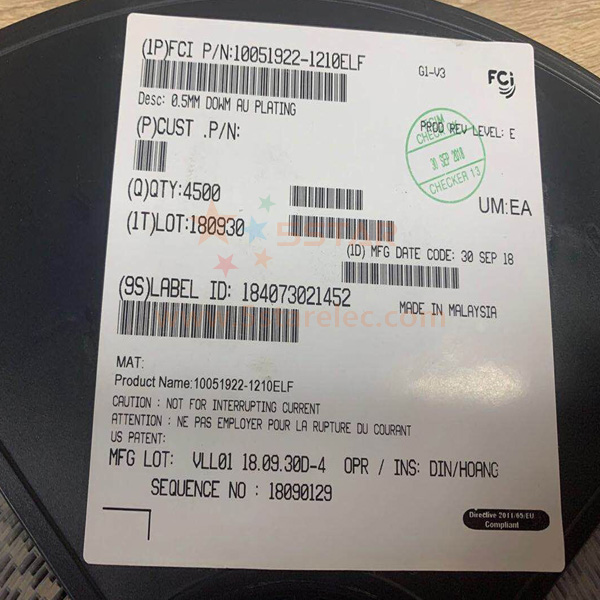 (1P)FCI P/N:10051922-1210ELF
G1-V3
FCi
Desc: 0.5MM DOWM AU PLATING
PROD REV LEVEL: E
30 SEP 2018
CHECKER 13
(P)CUST .P/N:
(Q)QTY:4500
UM:EA
(1T)LOT:180930
5STAR
(1D) MFG DATE CODE: 30 SEP 18
(9S)LABEL ID: 184073021452
MADE IN MALAYSIA
www.5starelec.com
MAT:
Product Name:10051922-1210ELF
CAUTION : NOT FOR INTERRUPTING CURRENT
ATTENTION : NE PAS EMPLOYER POUR LA RUPTURE DU COURANT
US PATENT:
MFG LOT: VLL01 18.09.30D-4 OPR / INS: DIN/HOANG
SEQUENCE NO : 18090129
Directive 2011/65/EU
Compliant